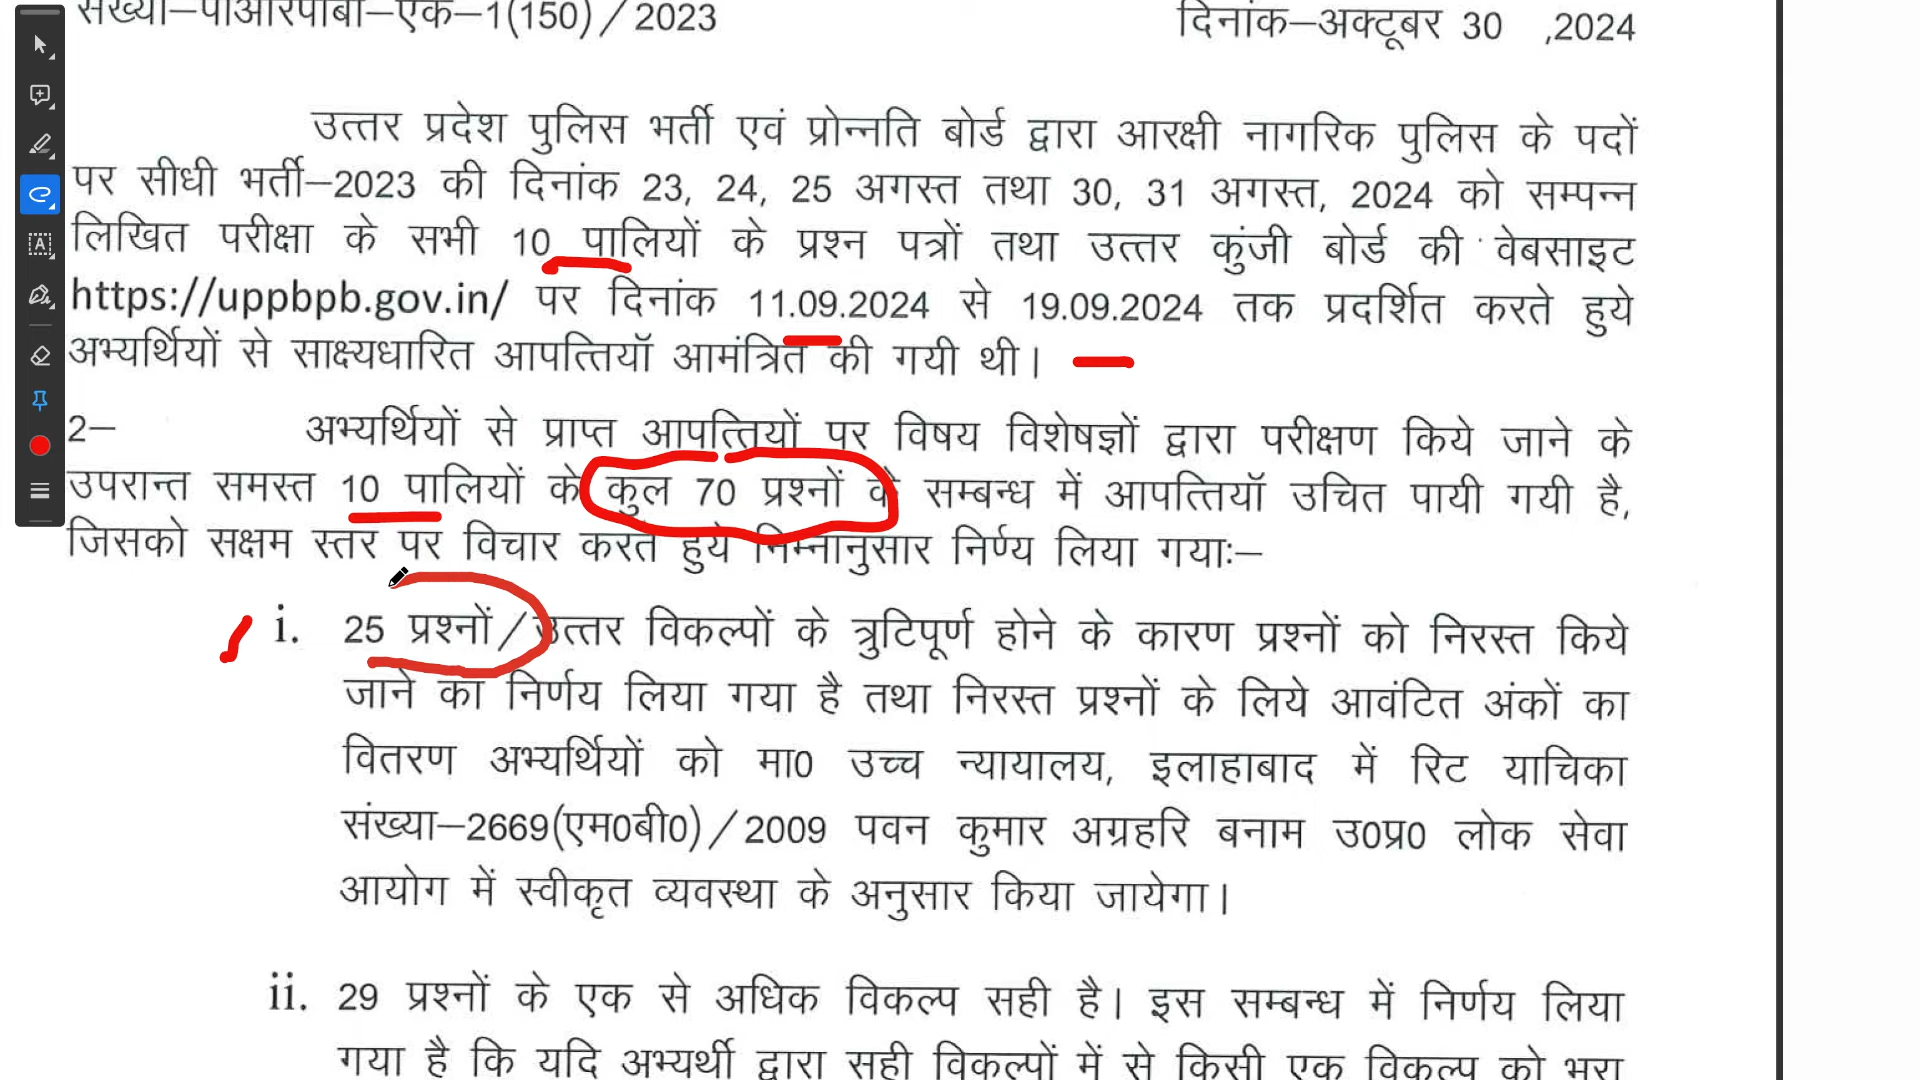 संख्या–पीआरपीबी–एक–1(150)/2023 दिनांक–अक्टूबर 30 ,2024
उत्तर प्रदेश पुलिस भर्ती एवं प्रोन्नति बोर्ड द्वारा आरक्षी नागरिक पुलिस के पदों
पर सीधी भर्ती–2023 की दिनांक 23, 24, 25 अगस्त तथा 30, 31 अगस्त, 2024 को सम्पन्न
लिखित परीक्षा के सभी 10 पालियों के प्रश्न पत्रों तथा उत्तर कुंजी बोर्ड की वेबसाइट
https://uppbpb.gov.in/ पर दिनांक 11.09.2024 से 19.09.2024 तक प्रदर्शित करते हुये
अभ्यर्थियों से साक्ष्यधारित आपत्तियॉ आमंत्रित की गयी थी।
2– अभ्यर्थियों से प्राप्त आपत्तियों पर विषय विशेषज्ञों द्वारा परीक्षण किये जाने के
उपरान्त समस्त 10 पालियों के कुल 70 प्रश्नों के सम्बन्ध में आपत्तियॉ उचित पायी गयी है,
जिसको सक्षम स्तर पर विचार करते हुये निम्नानुसार निर्णय लिया गयाः–
i. 25 प्रश्नों/उत्तर विकल्पों के त्रुटिपूर्ण होने के कारण प्रश्नों को निरस्त किये
जाने का निर्णय लिया गया है तथा निरस्त प्रश्नों के लिये आवंटित अंकों का
वितरण अभ्यर्थियों को मा0 उच्च न्यायालय, इलाहाबाद में रिट याचिका
संख्या–2669(एम0बी0)/2009 पवन कुमार अग्रहरि बनाम उ0प्र0 लोक सेवा
आयोग में स्वीकृत व्यवस्था के अनुसार किया जायेगा।
ii. 29 प्रश्नों के एक से अधिक विकल्प सही है। इस सम्बन्ध में निर्णय लिया
गया है कि यदि अभ्यर्थी द्वारा सही विकल्पों में से किसी एक विकल्प को भरा